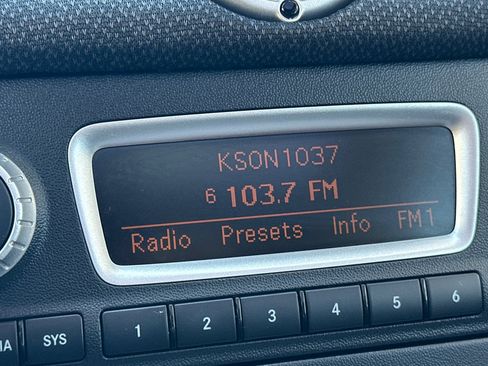 KSON1037
6 103.7 FM
Radio Presets Info FM1
SYS 1 2 3 4 5 6